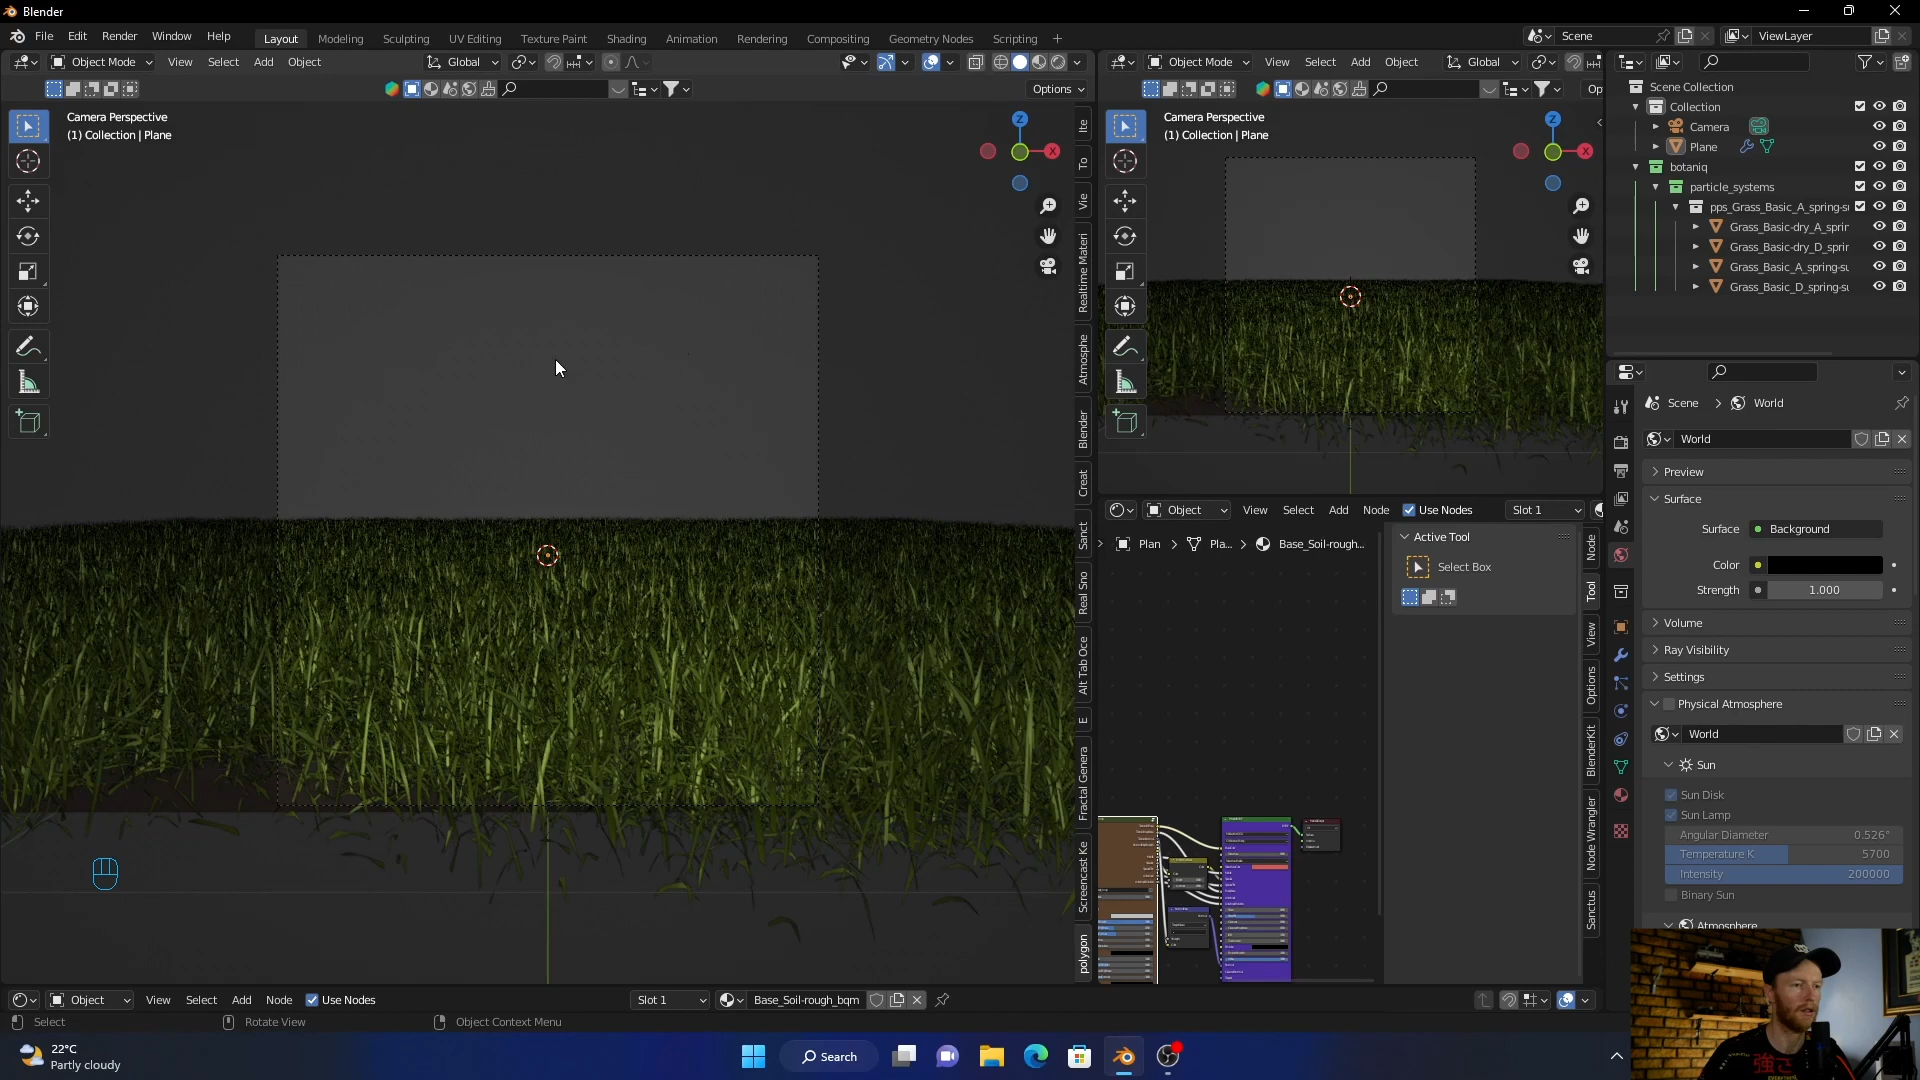 Blender
File Edit Render Window Help
Layout Modeling Sculpting UV Editing Texture Paint Shading Animation Rendering Compositing Geometry Nodes Scripting +
Scene
ViewLayer
Object Mode View Select Add Object
Global
Options
Camera Perspective
(1) Collection | Plane
Z
X
Ite
To
Vie
Realtime Materi
Atmosphe
Blender
Creat
Sanct
Real Sno
Alt Tab Oce
E
Fractal Genera
Screencast Ke
polygon
Object Mode View Select Add Object
Global
Op
Camera Perspective
(1) Collection | Plane
Z
X
Object View Select Add Node Use Nodes Slot 1
Plan > Pla... > Base_Soil-rough...
Active Tool
Select Box
Node
Tool
View
Options
BlenderKit
Node Wrangler
Sanctus
Scene Collection
Collection
Camera
Plane
botaniq
particle_systems
pps_Grass_Basic_A_spring-su
Grass_Basic-dry_A_sprin
Grass_Basic-dry_D_sprin
Grass_Basic_A_spring-su
Grass_Basic_D_spring-su
Scene > World
World
Preview
Surface
Surface Background
Color
Strength 1.000
Volume
Ray Visibility
Settings
Physical Atmosphere
World
Sun
Sun Disk
Sun Lamp
Angular Diameter 0.526°
Temperature K 5700
Intensity 200000
Binary Sun
Atmosphere
Object View Select Add Node Use Nodes Slot 1 Base_Soil-rough_bqm
Select Rotate View Object Context Menu
22°C
Partly cloudy
Search